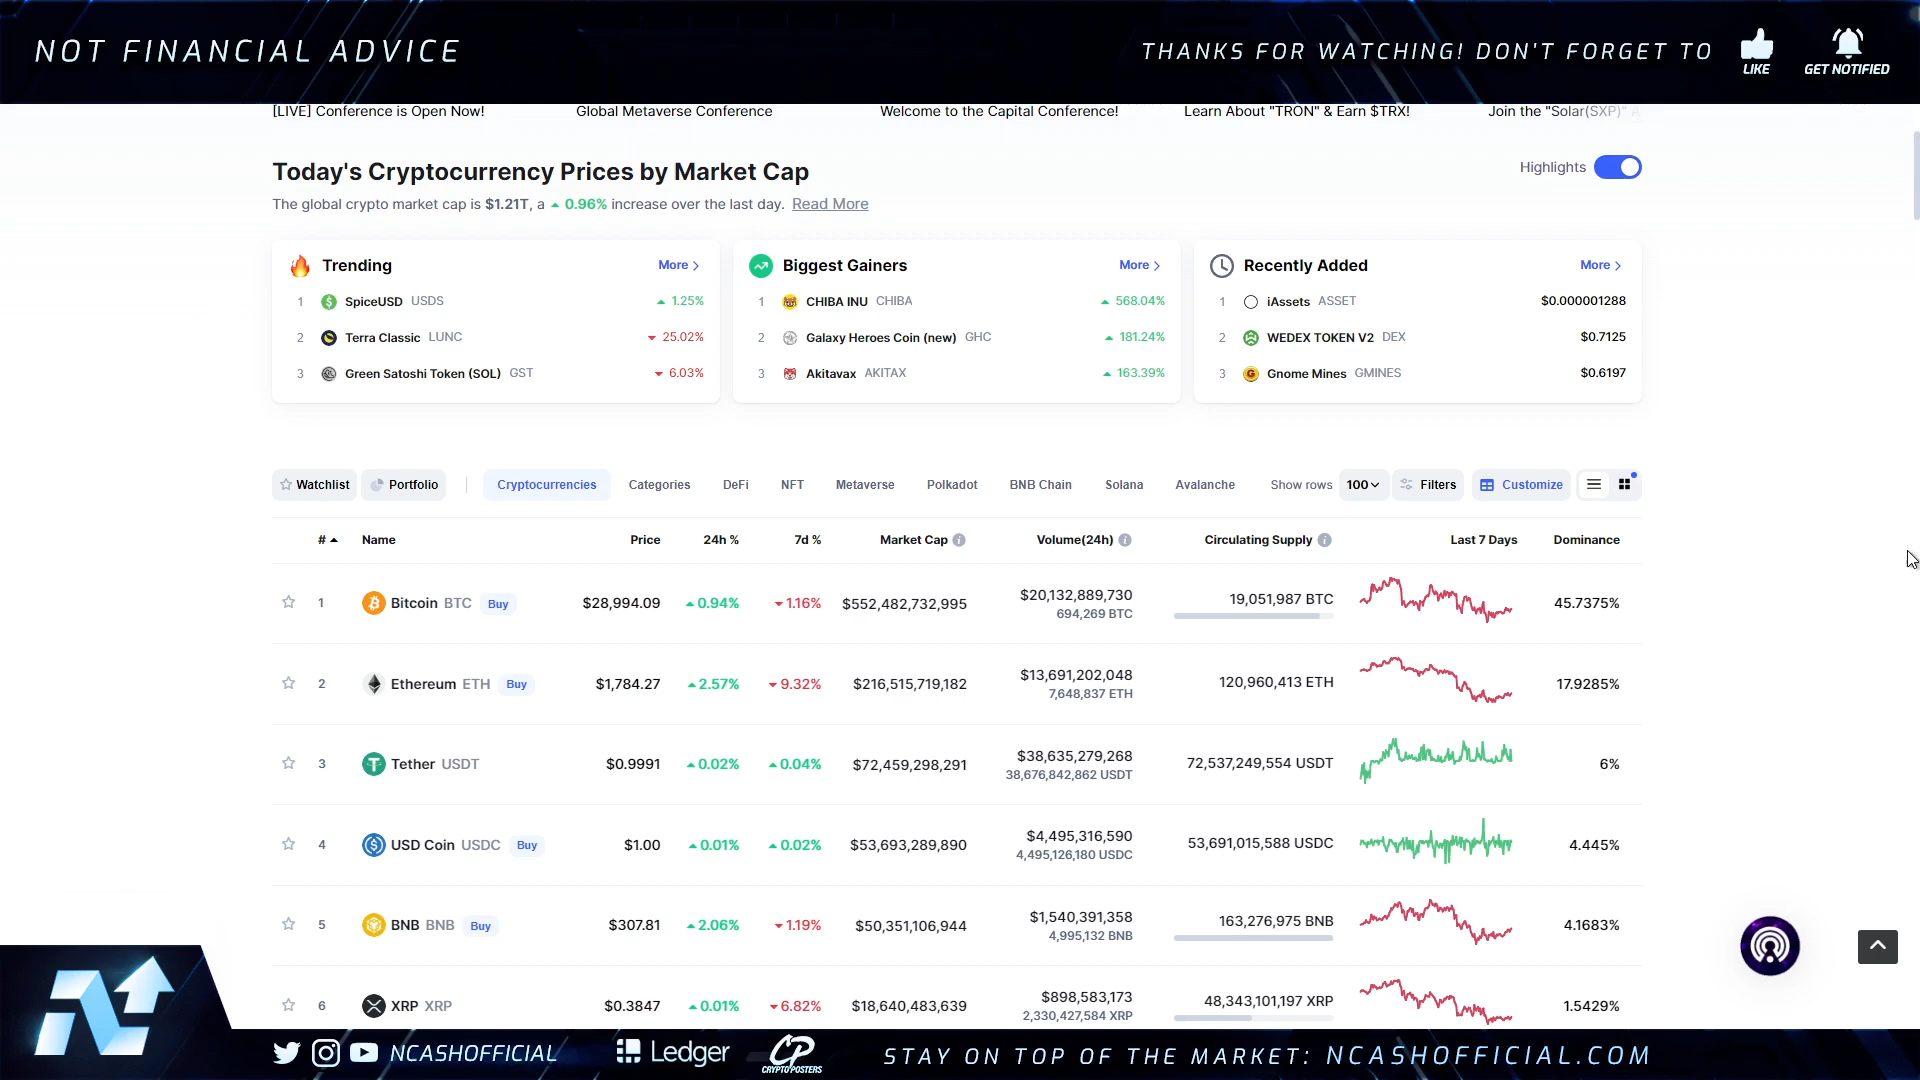 NOT FINANCIAL ADVICE
THANKS FOR WATCHING! DON'T FORGET TO
LIKE
GET NOTIFIED
[LIVE] Conference is Open Now!
Global Metaverse Conference
Welcome to the Capital Conference!
Learn About "TRON" & Earn $TRX!
Join the "Solar(SXP)" A
Today's Cryptocurrency Prices by Market Cap
Highlights
The global crypto market cap is $1.21T, a 0.96% increase over the last day. Read More
Trending
More
1 SpiceUSD USDS 1.25%
2 Terra Classic LUNC 25.02%
3 Green Satoshi Token (SOL) GST 6.03%
Biggest Gainers
More
1 CHIBA INU CHIBA 568.04%
2 Galaxy Heroes Coin (new) GHC 181.24%
3 Akitavax AKITAX 163.39%
Recently Added
More
1 iAssets ASSET $0.000001288
2 WEDEX TOKEN V2 DEX $0.7125
3 Gnome Mines GMINES $0.6197
Watchlist Portfolio Cryptocurrencies Categories DeFi NFT Metaverse Polkadot BNB Chain Solana Avalanche Show rows 100 Filters Customize
# Name Price 24h % 7d % Market Cap Volume(24h) Circulating Supply Last 7 Days Dominance
1 Bitcoin BTC Buy $28,994.09 0.94% 1.16% $552,482,732,995 $20,132,889,730 19,051,987 BTC 45.7375%
694,269 BTC
2 Ethereum ETH Buy $1,784.27 2.57% 9.32% $216,515,719,182 $13,691,202,048 120,960,413 ETH 17.9285%
7,648,837 ETH
3 Tether USDT $0.9991 0.02% 0.04% $72,459,298,291 $38,635,279,268 72,537,249,554 USDT 6%
38,676,842,862 USDT
4 USD Coin USDC Buy $1.00 0.01% 0.02% $53,693,289,890 $4,495,316,590 53,691,015,588 USDC 4.445%
4,495,126,180 USDC
5 BNB BNB Buy $307.81 2.06% 1.19% $50,351,106,944 $1,540,391,358 163,276,975 BNB 4.1683%
4,995,132 BNB
6 XRP XRP $0.3847 0.01% 6.82% $18,640,483,639 $898,583,173 48,343,101,197 XRP 1.5429%
2,330,427,584 XRP
NCASHOFFICIAL
Ledger
CP
CRYPTOPOSTERS
STAY ON TOP OF THE MARKET: NCASHOFFICIAL.COM